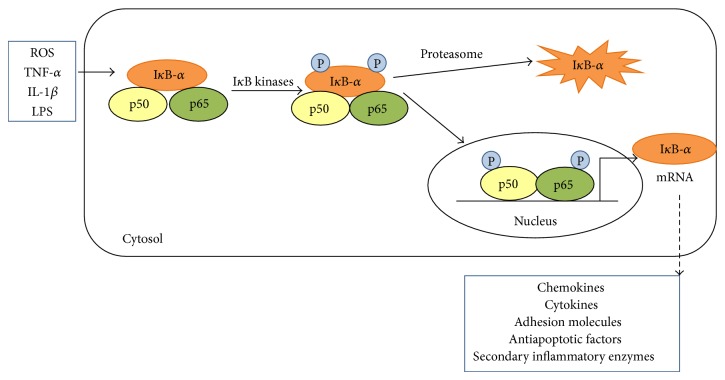 ROS
TNF-α
IL-1β
LPS
IκB-α
p50
p65
IκB kinases
P
P
IκB-α
p50
p65
Proteasome
IκB-α
P
P
p50
p65
Nucleus
IκB-α
mRNA
Cytosol
Chemokines
Cytokines
Adhesion molecules
Antiapoptotic factors
Secondary inflammatory enzymes